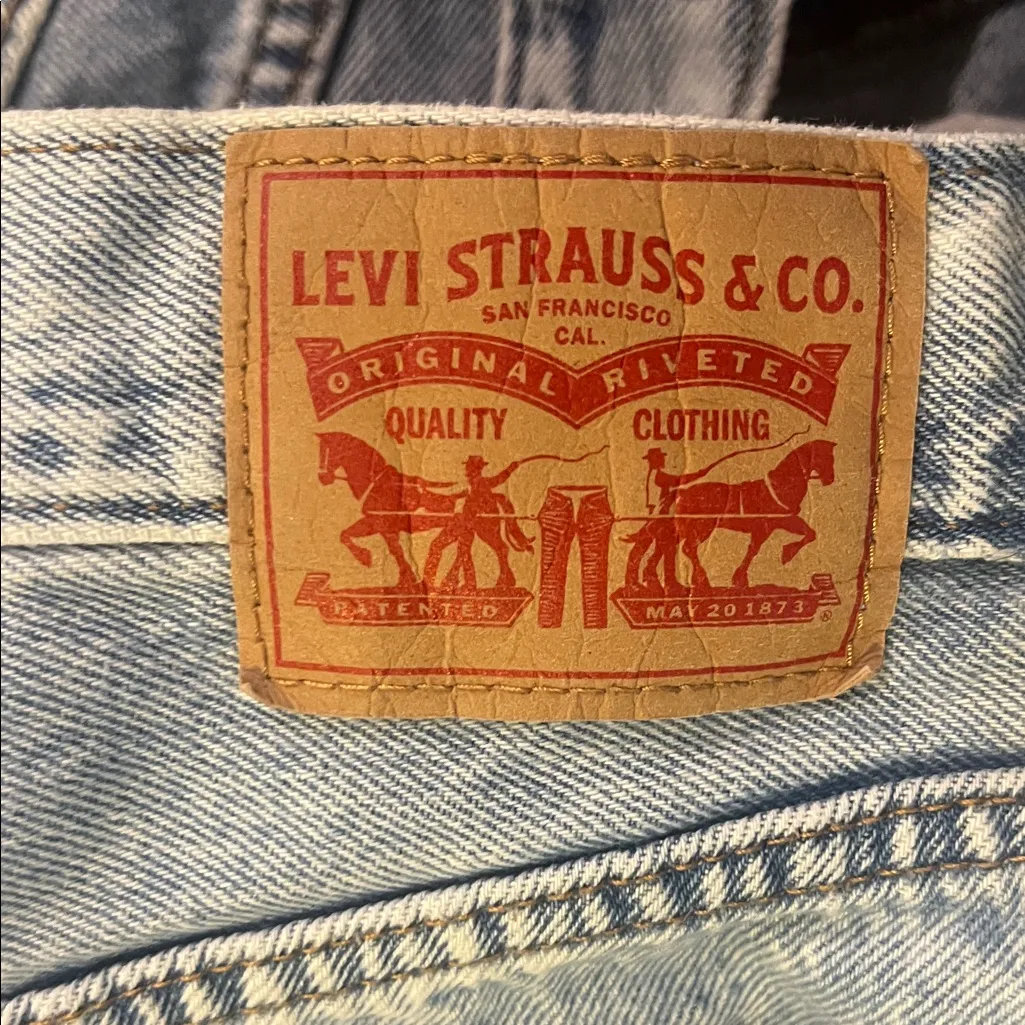 LEVI STRAUSS & CO.
SAN FRANCISCO
CAL.
ORIGINAL RIVETED
QUALITY CLOTHING
PATENTED MAY 20 1873 ®